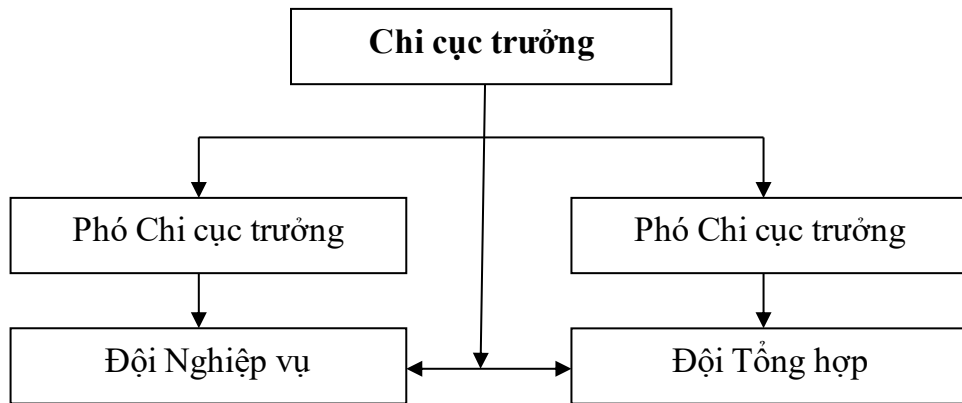 Chi cục trưởng
Phó Chi cục trưởng
Phó Chi cục trưởng
Đội Nghiệp vụ
Đội Tổng hợp